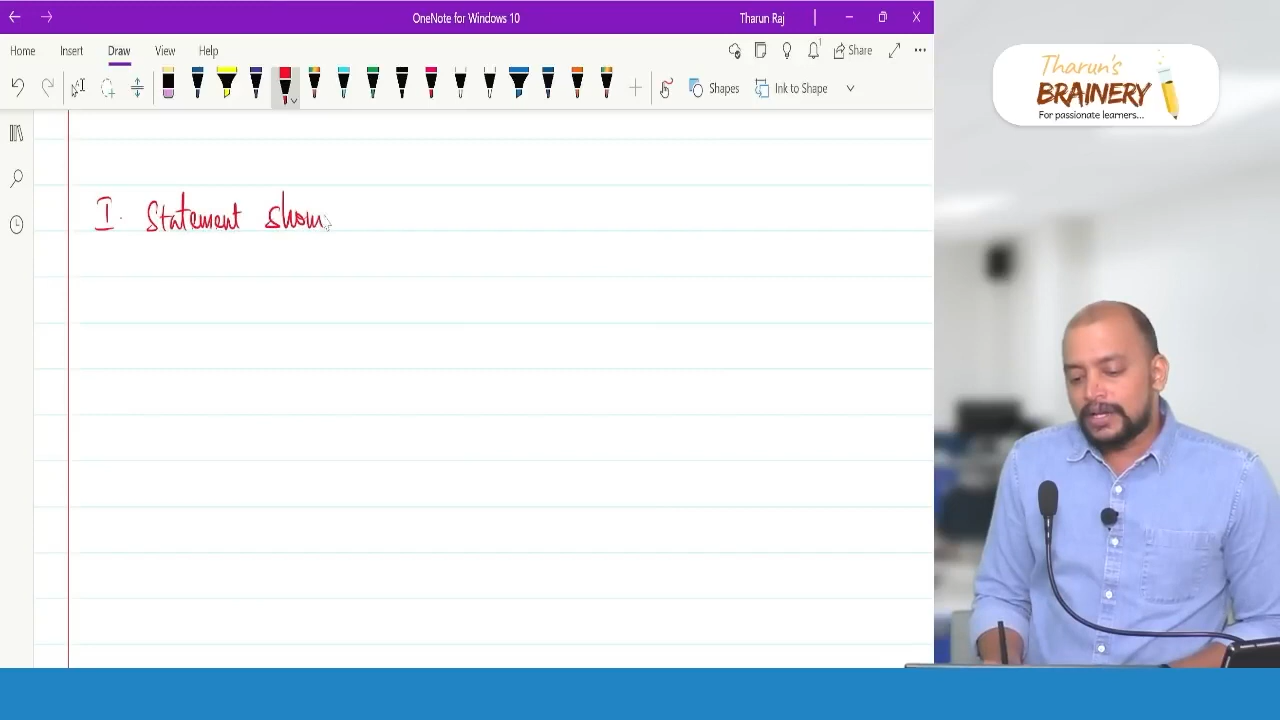 OneNote for Windows 10
Tharun Raj
Home Insert Draw View Help
Share
Shapes
Ink to Shape
Tharun's
BRAINERY
For passionate learners...
I. Statement show